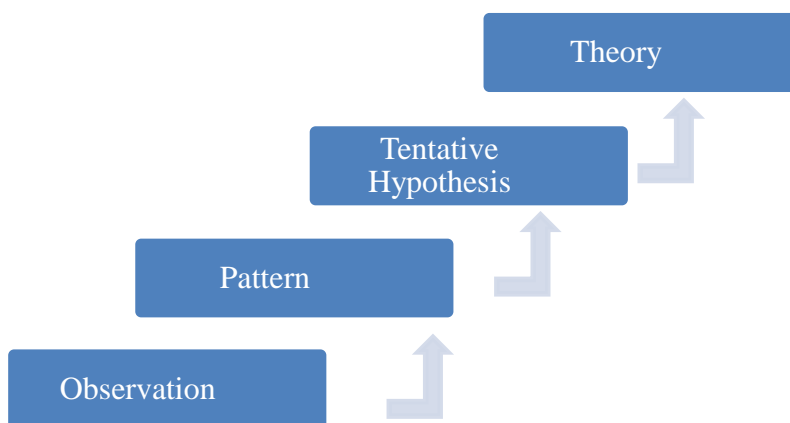 Theory
Tentative
Hypothesis
Pattern
Observation